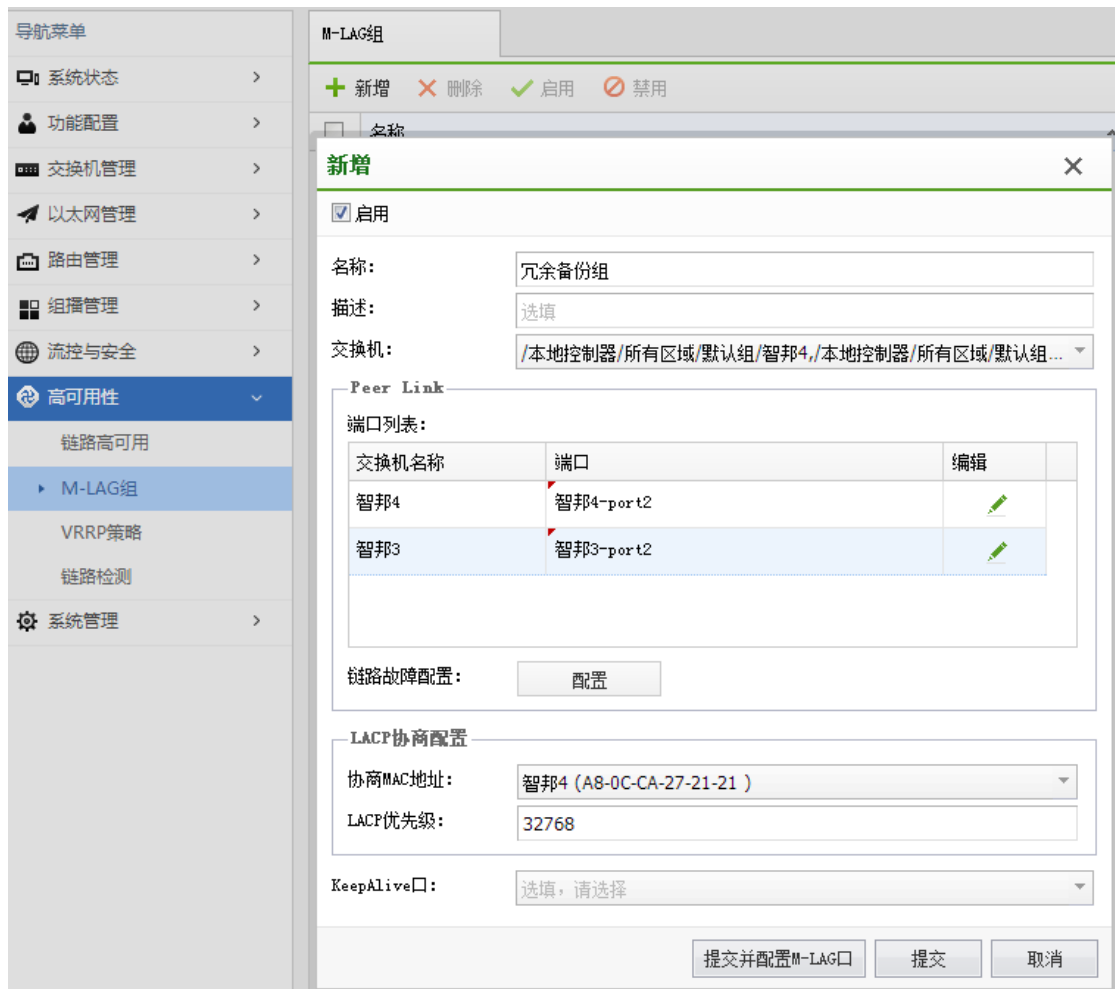 导航菜单
系统状态
功能配置
交换机管理
以太网管理
路由管理
组播管理
流控与安全
高可用性
链路高可用
M-LAG组
VRRP策略
链路检测
系统管理
M-LAG组
新增 删除 启用 禁用
名称
新增
启用
名称: 冗余备份组
描述: 选填
交换机: /本地控制器/所有区域/默认组/智邦4,/本地控制器/所有区域/默认组...
Peer Link
端口列表:
交换机名称 端口 编辑
智邦4 智邦4-port2
智邦3 智邦3-port2
链路故障配置: 配置
LACP协商配置
协商MAC地址: 智邦4 (A8-0C-CA-27-21-21 )
LACP优先级: 32768
KeepAlive口: 选填，请选择
提交并配置M-LAG口 提交 取消